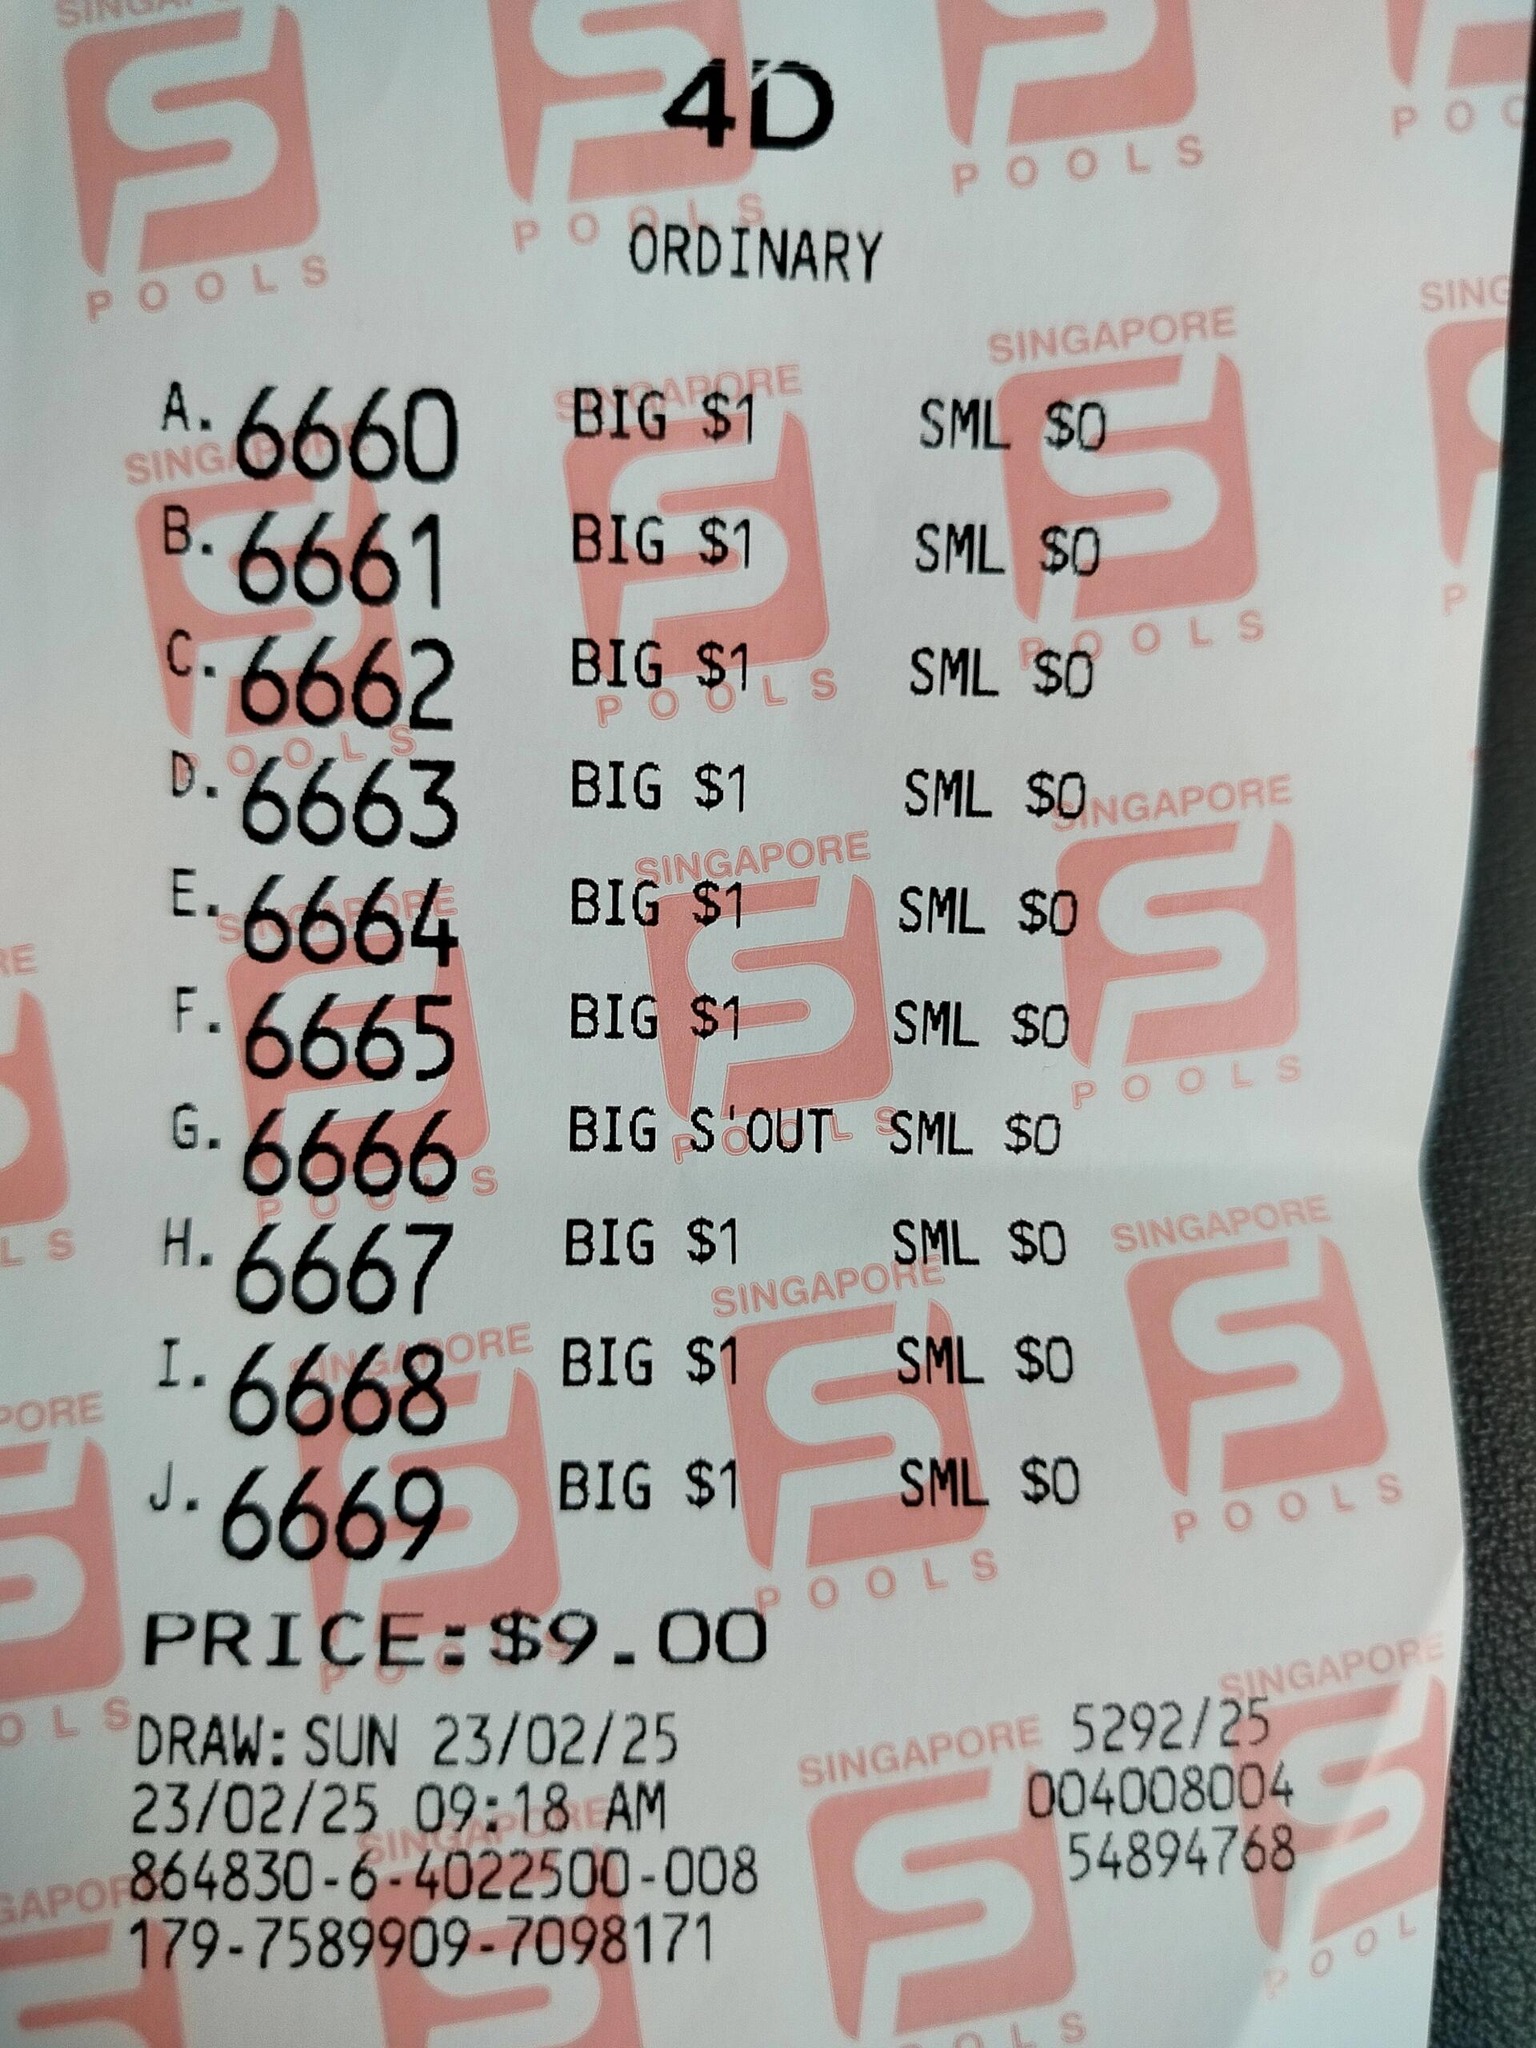 4D
ORDINARY
A. 6660 BIG $1 SML $0
B. 6661 BIG $1 SML $0
C. 6662 BIG $1 SML $0
D. 6663 BIG $1 SML $0
E. 6664 BIG $1 SML $0
F. 6665 BIG $1 SML $0
G. 6666 BIG S'OUT SML $0
H. 6667 BIG $1 SML $0
I. 6668 BIG $1 SML $0
J. 6669 BIG $1 SML $0
PRICE:$9.00
DRAW: SUN 23/02/25 5292/25
23/02/25 09:18 AM 004008004
864830-6-4022500-008 54894768
179-7589909-7098171
SINGAPORE POOLS